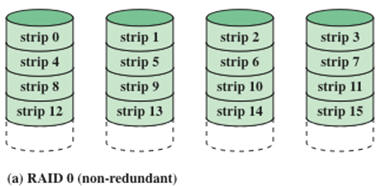 strip 0 strip 1 strip 2 strip 3
strip 4 strip 5 strip 6 strip 7
strip 8 strip 9 strip 10 strip 11
strip 12 strip 13 strip 14 strip 15
(a) RAID 0 (non-redundant)